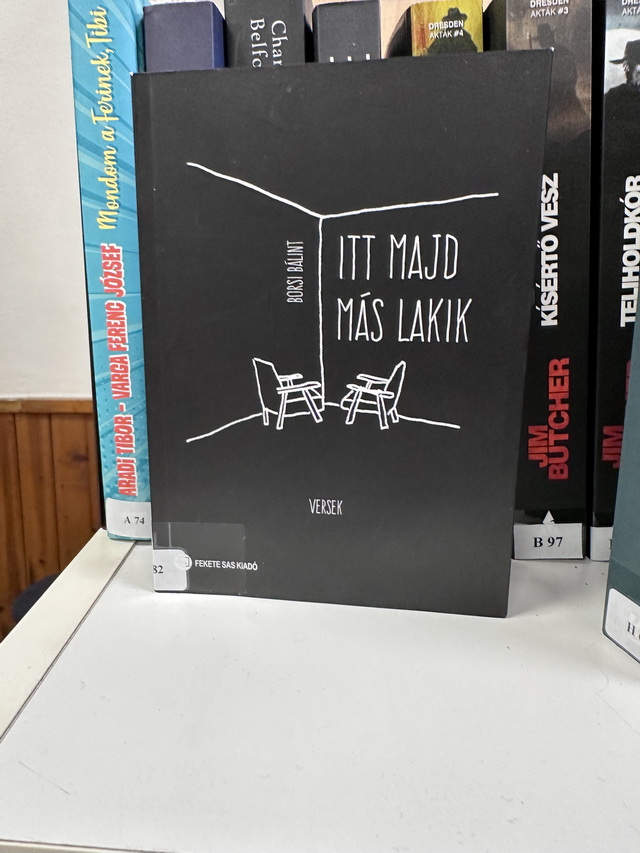 Mondom a Ferinek, Tibi
ARADI TIBOR - VARGA FERENC JÓZSEF
A 74
DRESDEN
AKTÁK #4
DRESDEN
AKTÁK #3
KÍSÉRTŐ VESZ
JIM
BUTCHER
B 97
TELIHOLDKÓR
BORSI BÁLINT
ITT MAJD
MÁS LAKIK
VERSEK
82
FEKETE SAS KIADÓ